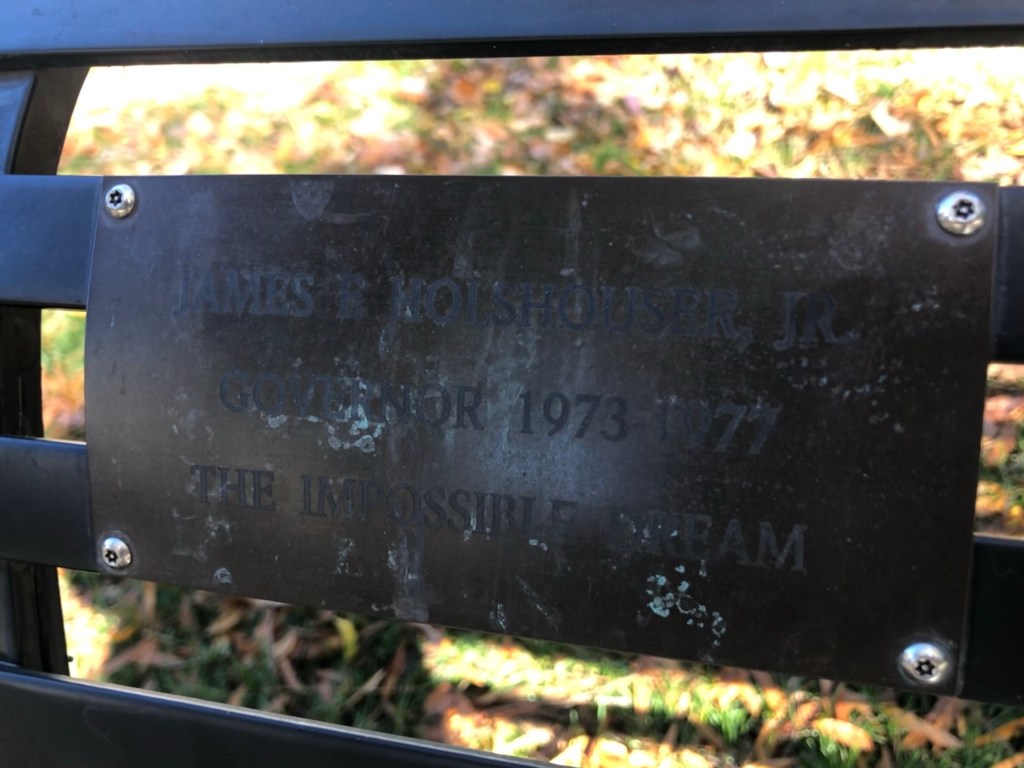 JAMES E HOLSHOUSER, JR.
GOVERNOR 1973-1977
THE IMPOSSIBLE DREAM